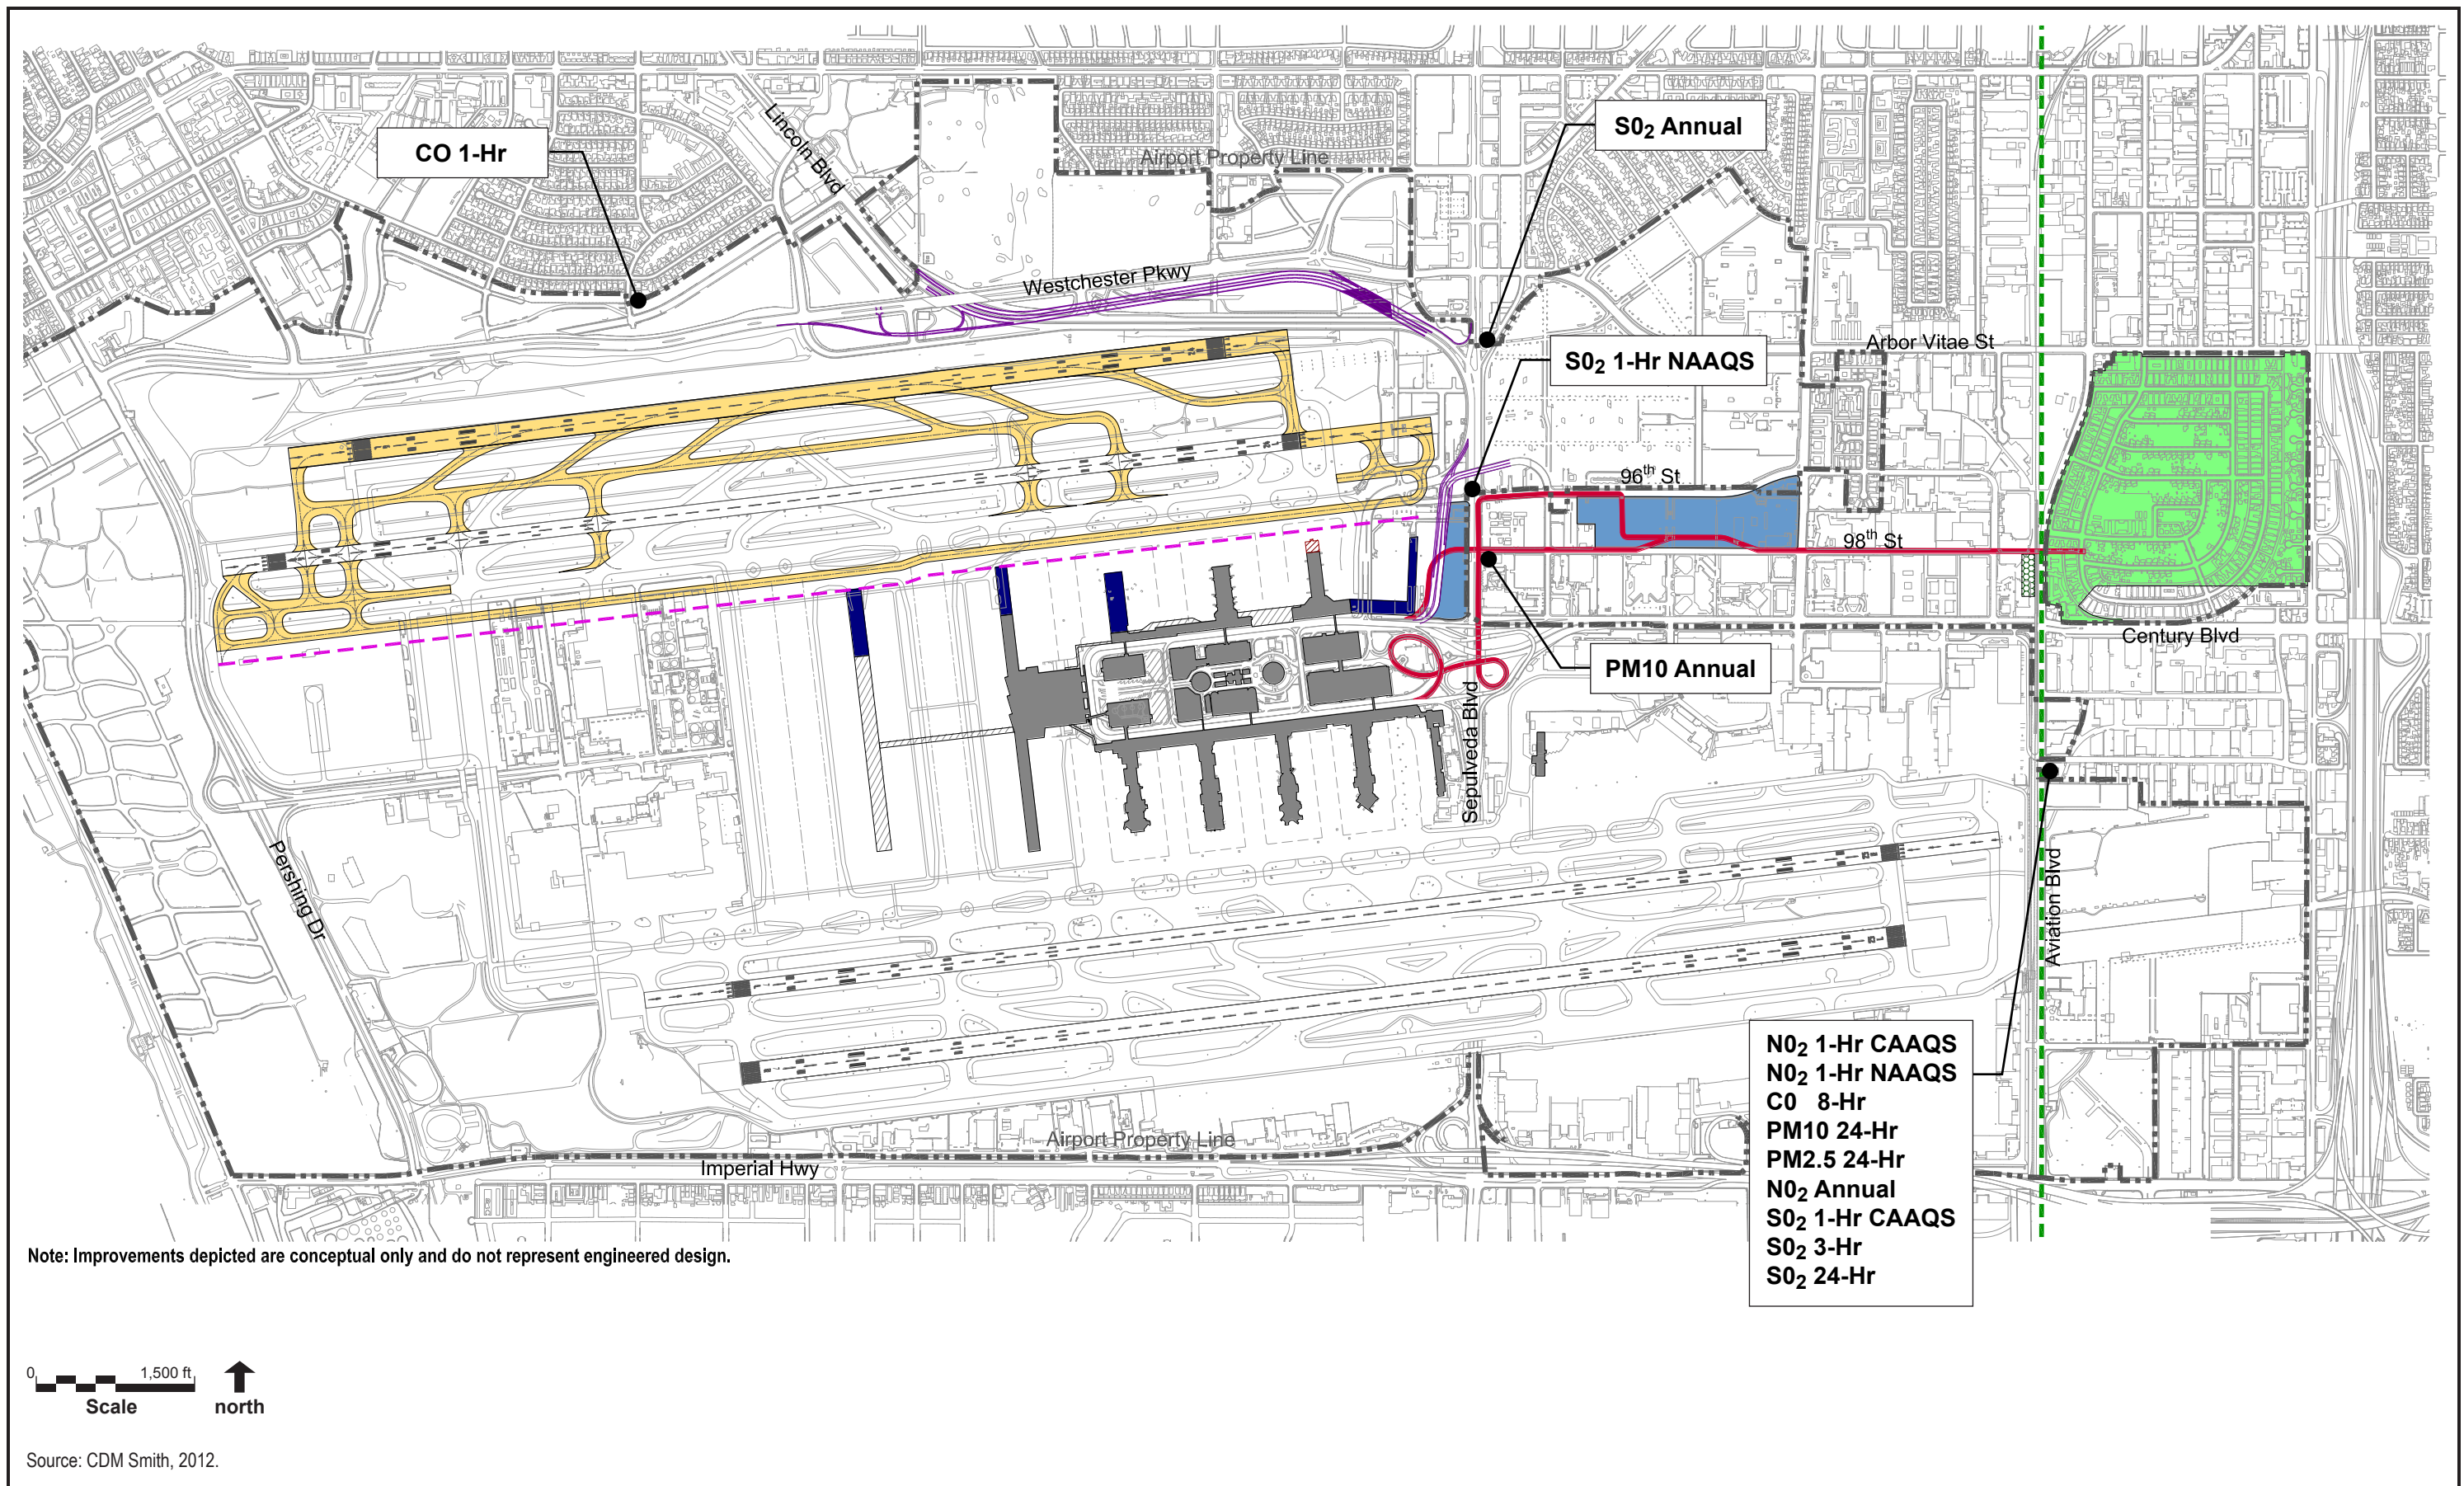 CO 1-Hr
Lincoln Blvd
S0₂ Annual
Airport Property Line
Westchester Pkwy
Arbor Vitae St
S0₂ 1-Hr NAAQS
96th St
98th St
Century Blvd
PM10 Annual
Sepulveda Blvd
Pershing Dr
Aviation Blvd
N0₂ 1-Hr CAAQS
N0₂ 1-Hr NAAQS
C0 8-Hr
PM10 24-Hr
PM2.5 24-Hr
N0₂ Annual
S0₂ 1-Hr CAAQS
S0₂ 3-Hr
S0₂ 24-Hr
Airport Property Line
Imperial Hwy
Note: Improvements depicted are conceptual only and do not represent engineered design.
0 1,500 ft
Scale
north
Source: CDM Smith, 2012.